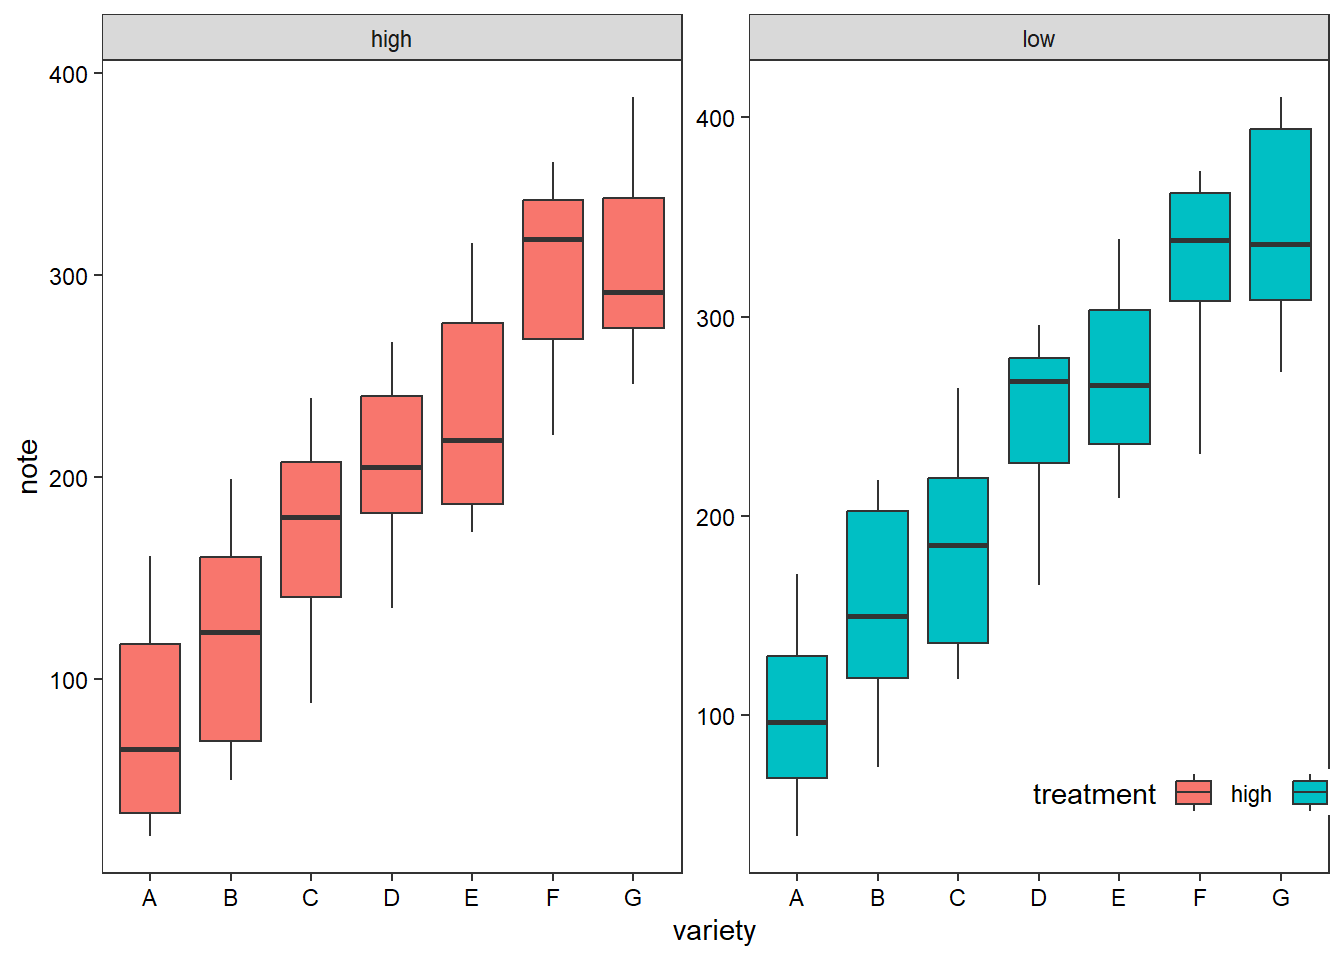 high
low
400
300
200
100
400
300
200
100
note
treatment high
A B C D E F G
A B C D E F G
variety